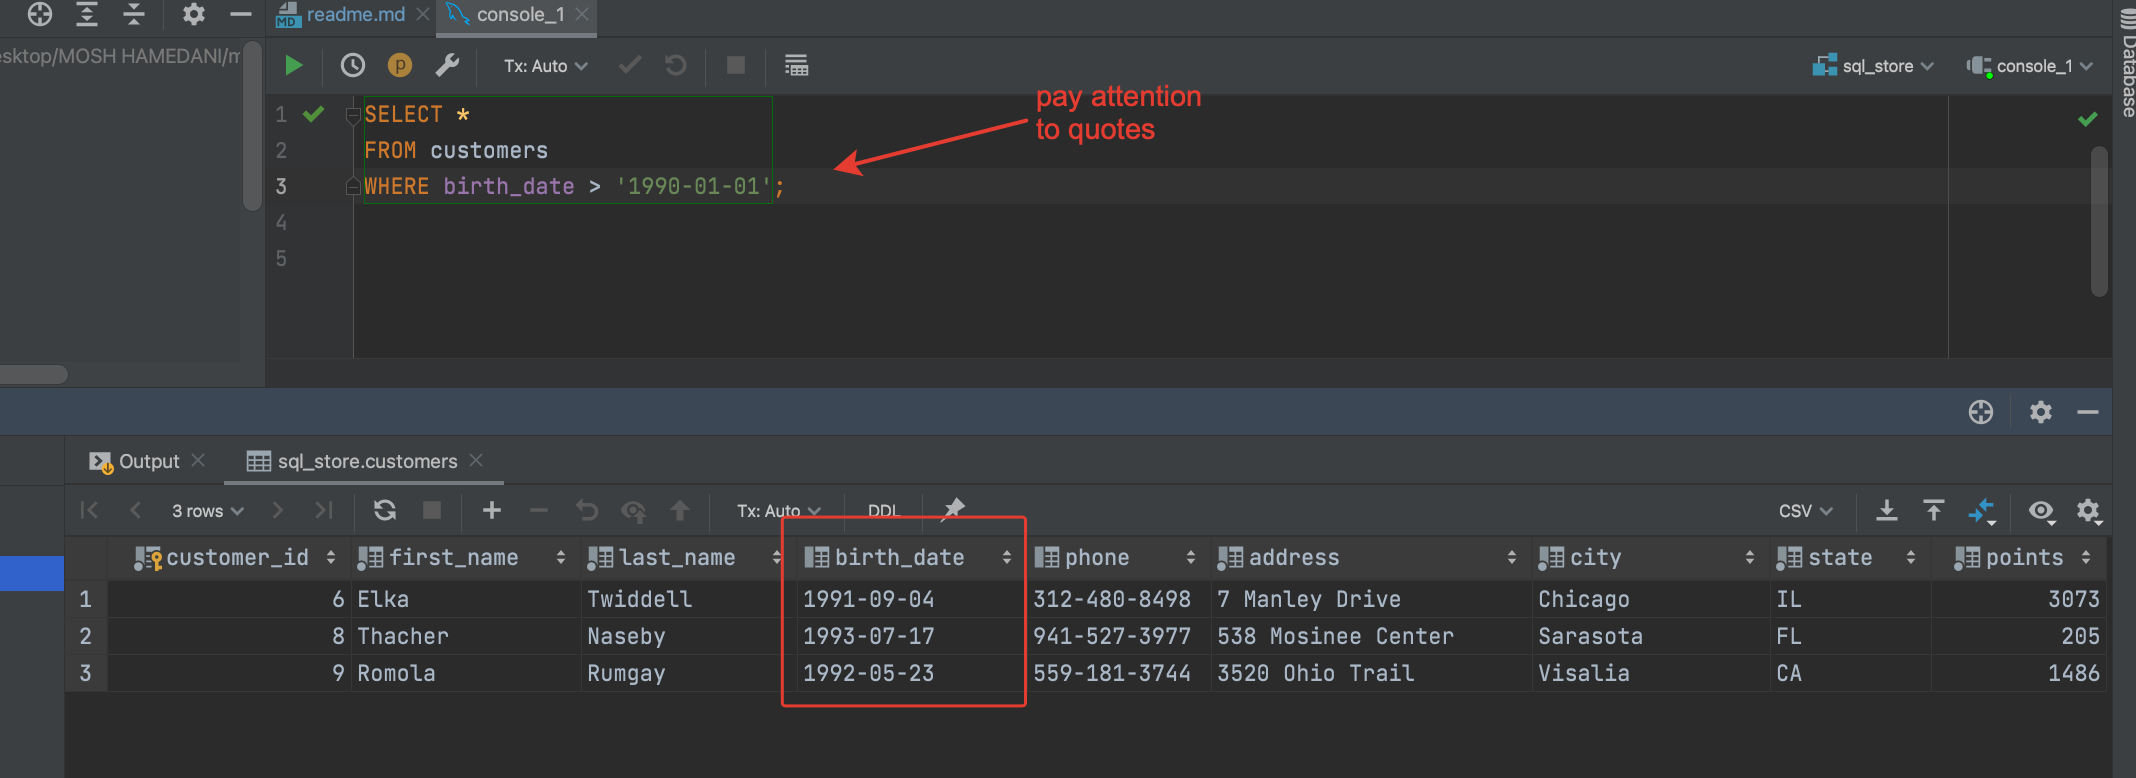 readme.md
console_1
esktop/MOSH HAMEDANI/m
Tx: Auto
sql_store
console_1
Database
pay attention
to quotes
1 SELECT *
2 FROM customers
3 WHERE birth_date > '1990-01-01';
4
5
Output
sql_store.customers
3 rows
Tx: Auto
DDL
CSV
customer_id first_name last_name birth_date phone address city state points
1 6 Elka Twiddell 1991-09-04 312-480-8498 7 Manley Drive Chicago IL 3073
2 8 Thacher Naseby 1993-07-17 941-527-3977 538 Mosinee Center Sarasota FL 205
3 9 Romola Rumgay 1992-05-23 559-181-3744 3520 Ohio Trail Visalia CA 1486